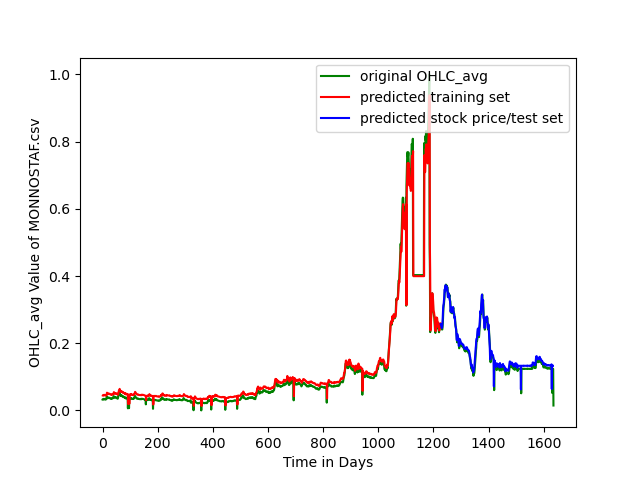 original OHLC_avg
predicted training set
predicted stock price/test set
OHLC_avg Value of MONNOSTAF.csv
1.0
0.8
0.6
0.4
0.2
0.0
0 200 400 600 800 1000 1200 1400 1600
Time in Days